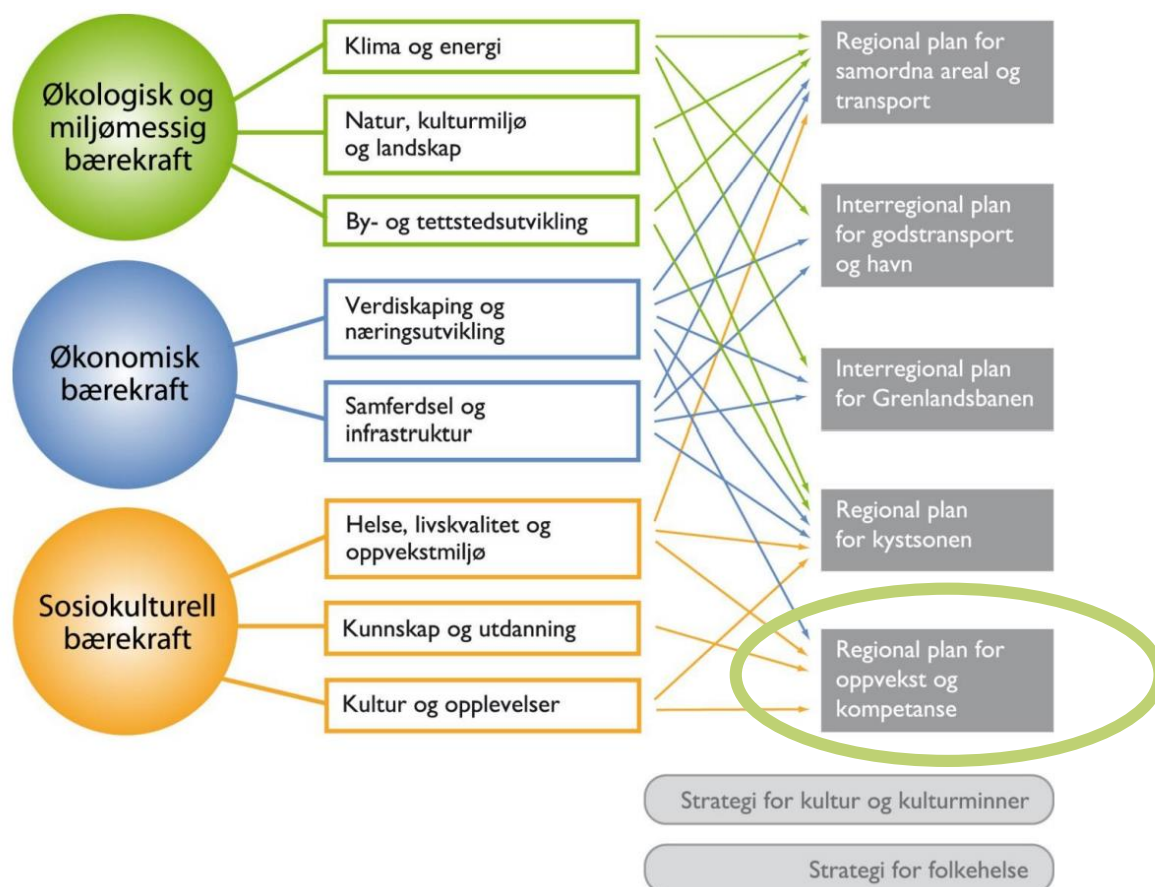 Økologisk og
miljømessig
bærekraft
Klima og energi
Natur, kulturmiljø
og landskap
By- og tettstedsutvikling
Økonomisk
bærekraft
Verdiskaping og
næringsutvikling
Samferdsel og
infrastruktur
Sosiokulturell
bærekraft
Helse, livskvalitet og
oppvekstmiljø
Kunnskap og utdanning
Kultur og opplevelser
Regional plan for
samordna areal og
transport
Interregional plan
for godstransport
og havn
Interregional plan
for Grenlandsbanen
Regional plan
for kystsonen
Regional plan for
oppvekst og
kompetanse
Strategi for kultur og kulturminner
Strategi for folkehelse